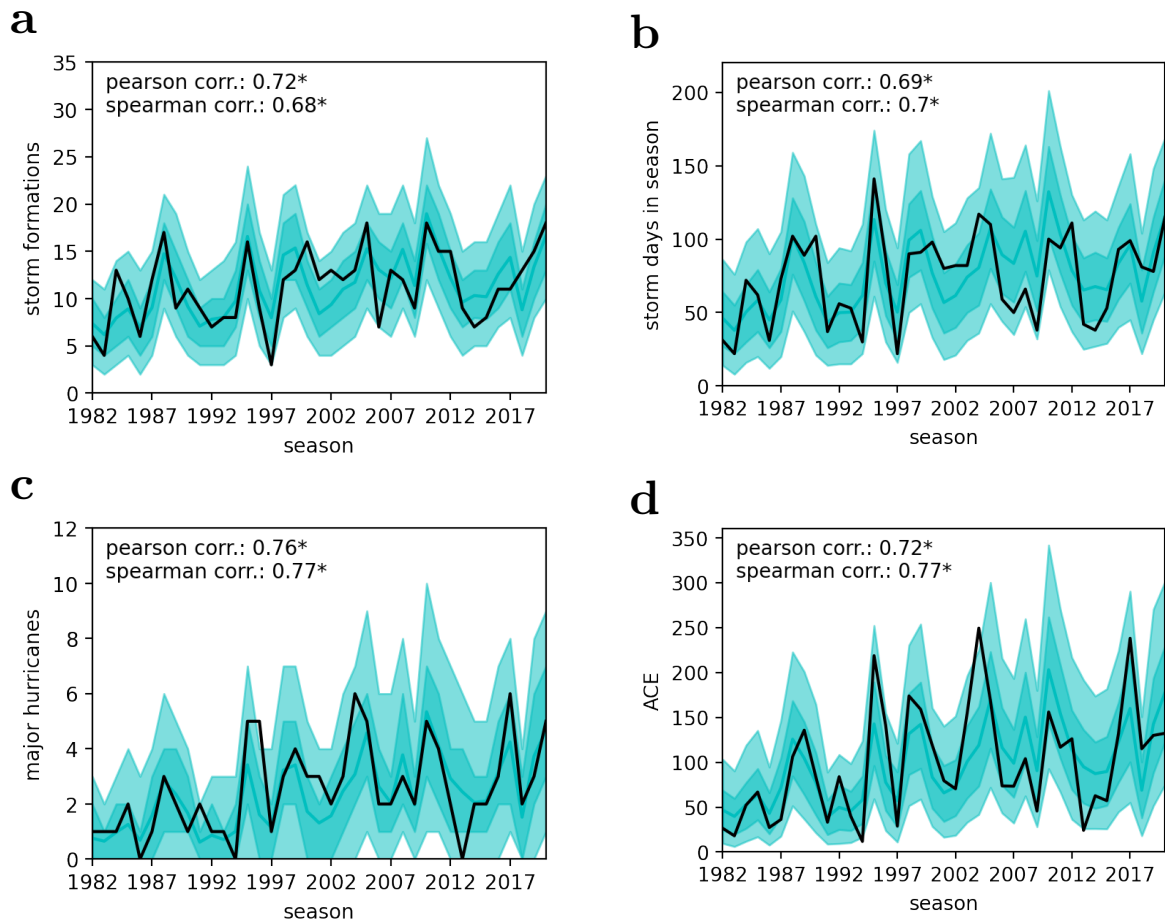 a
pearson corr.: 0.72*
spearman corr.: 0.68*
storm formations
35
30
25
20
15
10
5
0
1982 1987 1992 1997 2002 2007 2012 2017
season
b
pearson corr.: 0.69*
spearman corr.: 0.7*
storm days in season
200
150
100
50
0
1982 1987 1992 1997 2002 2007 2012 2017
season
c
pearson corr.: 0.76*
spearman corr.: 0.77*
major hurricanes
12
10
8
6
4
2
0
1982 1987 1992 1997 2002 2007 2012 2017
season
d
pearson corr.: 0.72*
spearman corr.: 0.77*
ACE
350
300
250
200
150
100
50
0
1982 1987 1992 1997 2002 2007 2012 2017
season